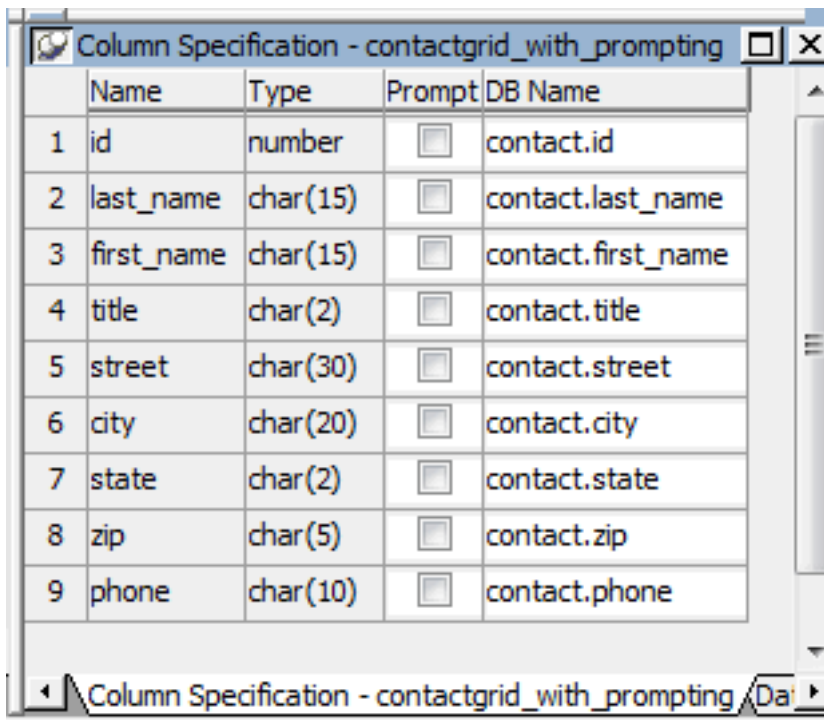 Column Specification - contactgrid_with_prompting
Name Type Prompt DB Name
1 id number contact.id
2 last_name char(15) contact.last_name
3 first_name char(15) contact.first_name
4 title char(2) contact.title
5 street char(30) contact.street
6 city char(20) contact.city
7 state char(2) contact.state
8 zip char(5) contact.zip
9 phone char(10) contact.phone
Column Specification - contactgrid_with_prompting Dat